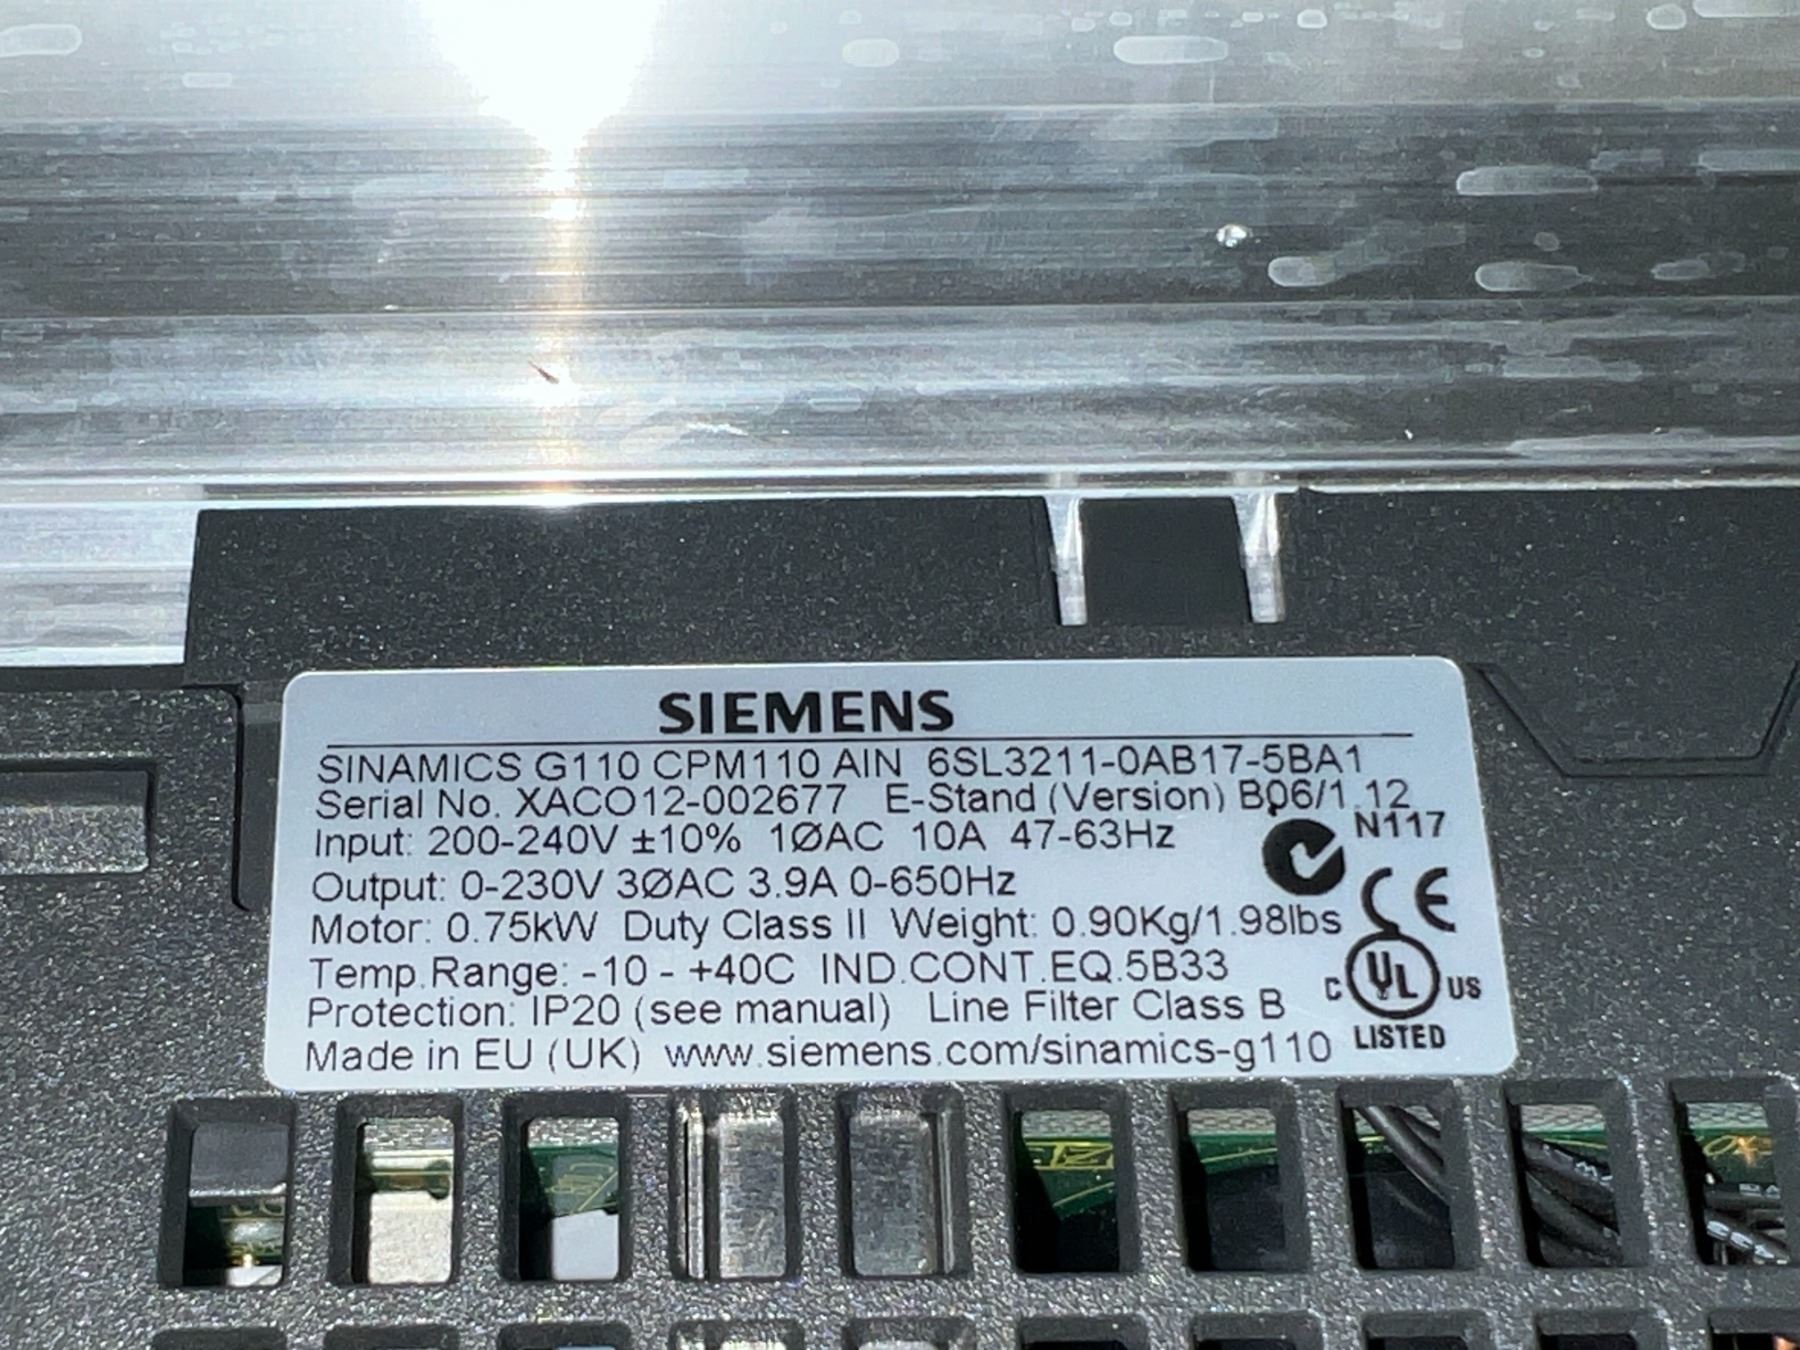 SIEMENS
SINAMICS G110 CPM110 AIN 6SL3211-0AB17-5BA1
Serial No. XACO12-002677 E-Stand (Version) B06/1.12
N117
Input: 200-240V ±10% 1ØAC 10A 47-63Hz
Output: 0-230V 3ØAC 3.9A 0-650Hz
CE
Motor: 0.75kW Duty Class II Weight: 0.90Kg/1.98lbs
Temp.Range: -10 - +40C IND.CONT.EQ.5B33
C UL US
Protection: IP20 (see manual) Line Filter Class B
LISTED
Made in EU (UK) www.siemens.com/sinamics-g110